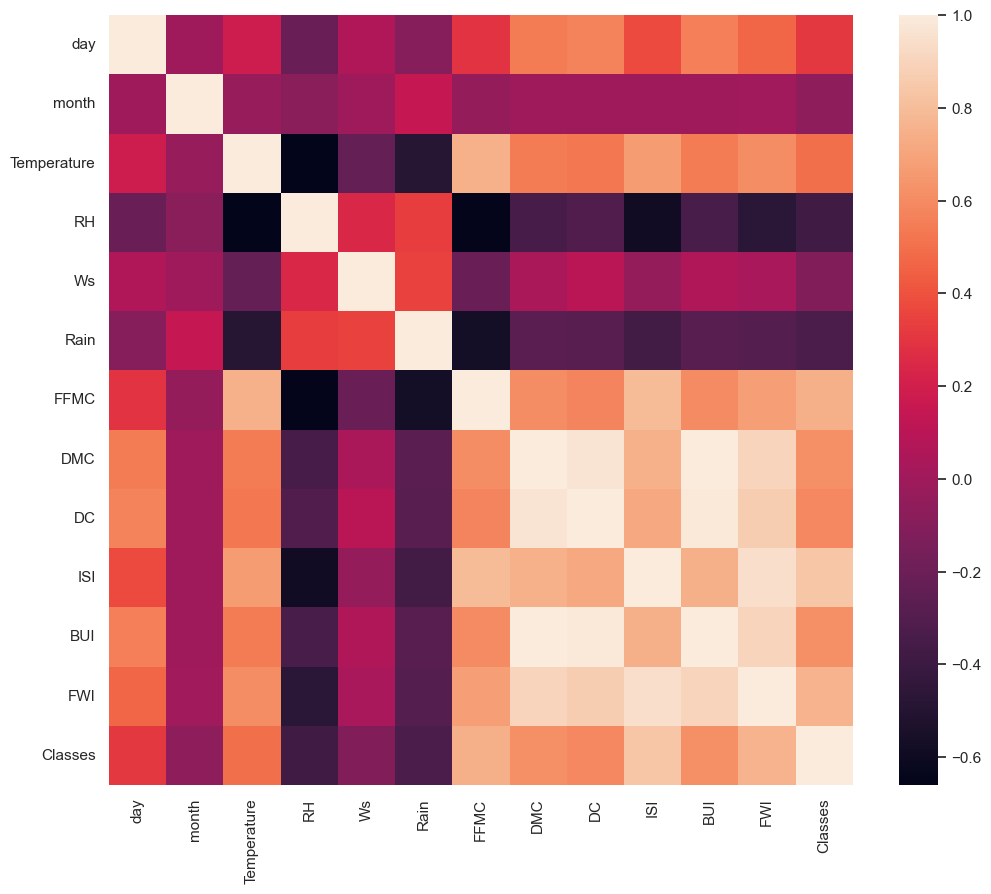 day
month
Temperature
RH
Ws
Rain
FFMC
DMC
DC
ISI
BUI
FWI
Classes
day
month
Temperature
RH
Ws
Rain
FFMC
DMC
DC
ISI
BUI
FWI
Classes
1.0
0.8
0.6
0.4
0.2
0.0
−0.2
−0.4
−0.6